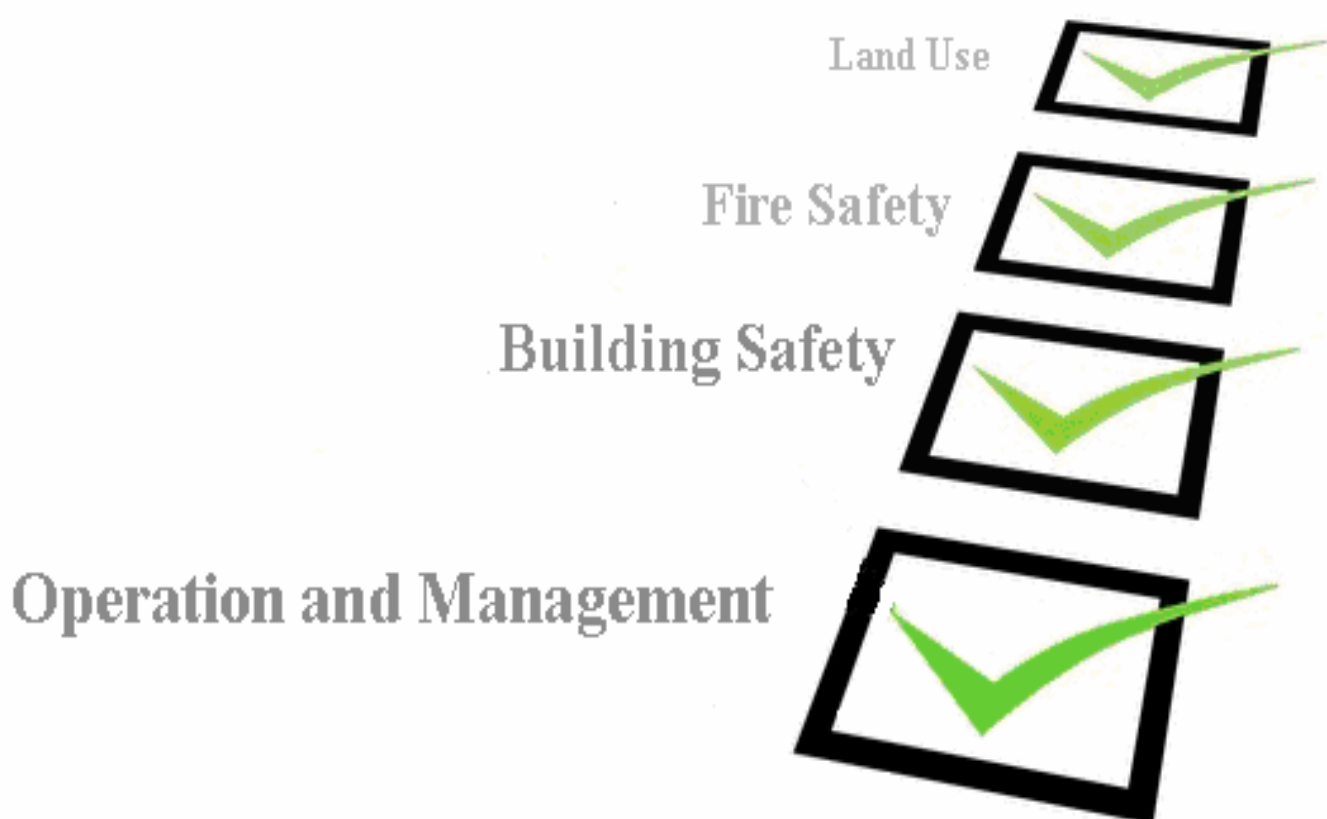 Land Use
Fire Safety
Building Safety
Operation and Management